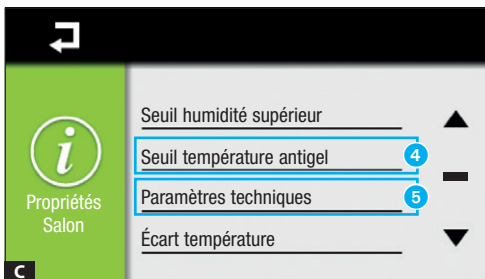 Seuil humidité supérieur
Seuil température antigel 4
Paramètres techniques 5
Écart température
i
Propriétés
Salon
C